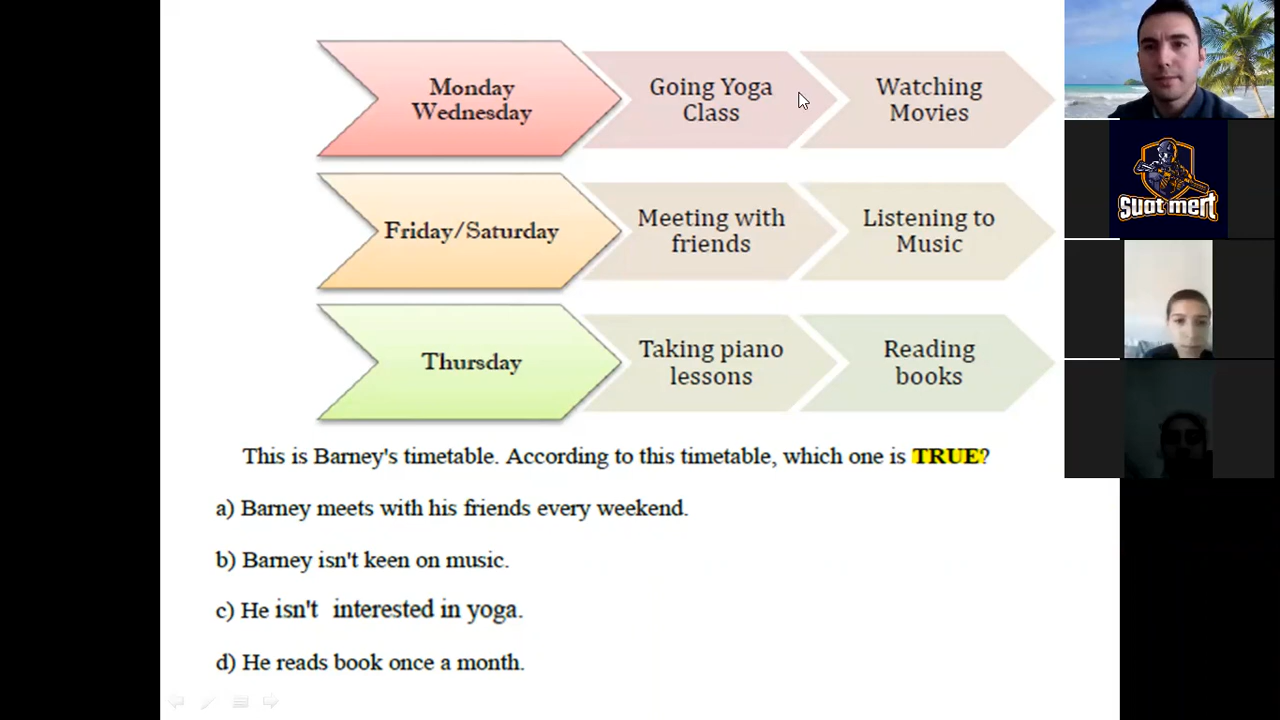 Monday
Wednesday
Going Yoga
Class
Watching
Movies
Friday/Saturday
Meeting with
friends
Listening to
Music
Thursday
Taking piano
lessons
Reading
books
This is Barney's timetable. According to this timetable, which one is TRUE?
a) Barney meets with his friends every weekend.
b) Barney isn't keen on music.
c) He isn't interested in yoga.
d) He reads book once a month.
SUAT MERT